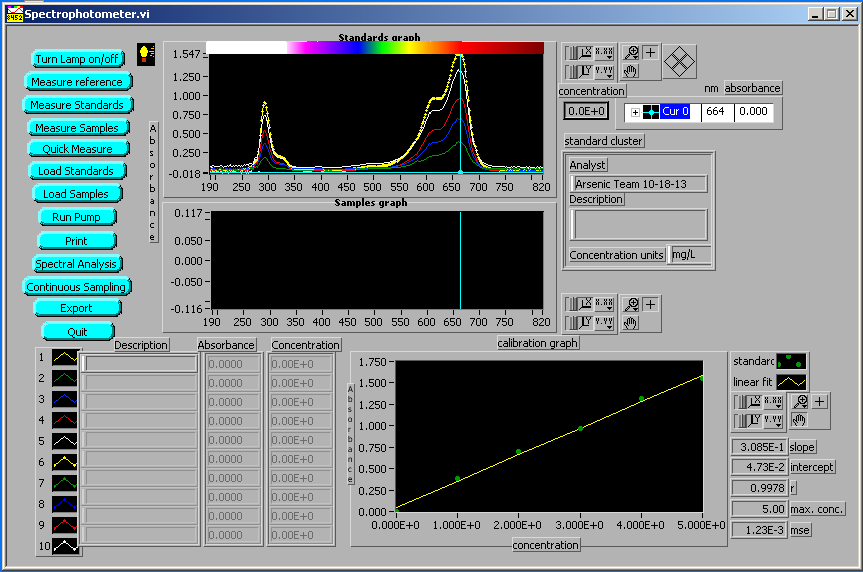 Spectrophotometer.vi
8452
Turn Lamp on/off
Measure reference
Measure Standards
Measure Samples
Quick Measure
Load Standards
Load Samples
Run Pump
Print
Spectral Analysis
Continuous Sampling
Export
Quit
Standards graph
Absorbance
1.547
1.250
1.000
0.750
0.500
0.250
-0.018
190 250 300 350 400 450 500 550 600 650 700 750 820
Samples graph
0.117
0.050
0.000
-0.050
-0.116
190 250 300 350 400 450 500 550 600 650 700 750 820
X X.XX
Y Y.YY
concentration
0.0E+0
nm absorbance
Cur 0 664 0.000
standard cluster
Analyst
Arsenic Team 10-18-13
Description
Concentration units mg/L
X X.XX
Y Y.YY
Description Absorbance Concentration
1 0.0000 0.00E+0
2 0.0000 0.00E+0
3 0.0000 0.00E+0
4 0.0000 0.00E+0
5 0.0000 0.00E+0
6 0.0000 0.00E+0
7 0.0000 0.00E+0
8 0.0000 0.00E+0
9 0.0000 0.00E+0
10 0.0000 0.00E+0
calibration graph
Absorbance
1.750
1.500
1.250
1.000
0.750
0.500
0.250
0.000
0.000E+0 1.000E+0 2.000E+0 3.000E+0 4.000E+0 5.000E+0
concentration
standard
linear fit
X X.XX
Y Y.YY
3.085E-1 slope
4.73E-2 intercept
0.9978 r
5.00 max. conc.
1.23E-3 mse